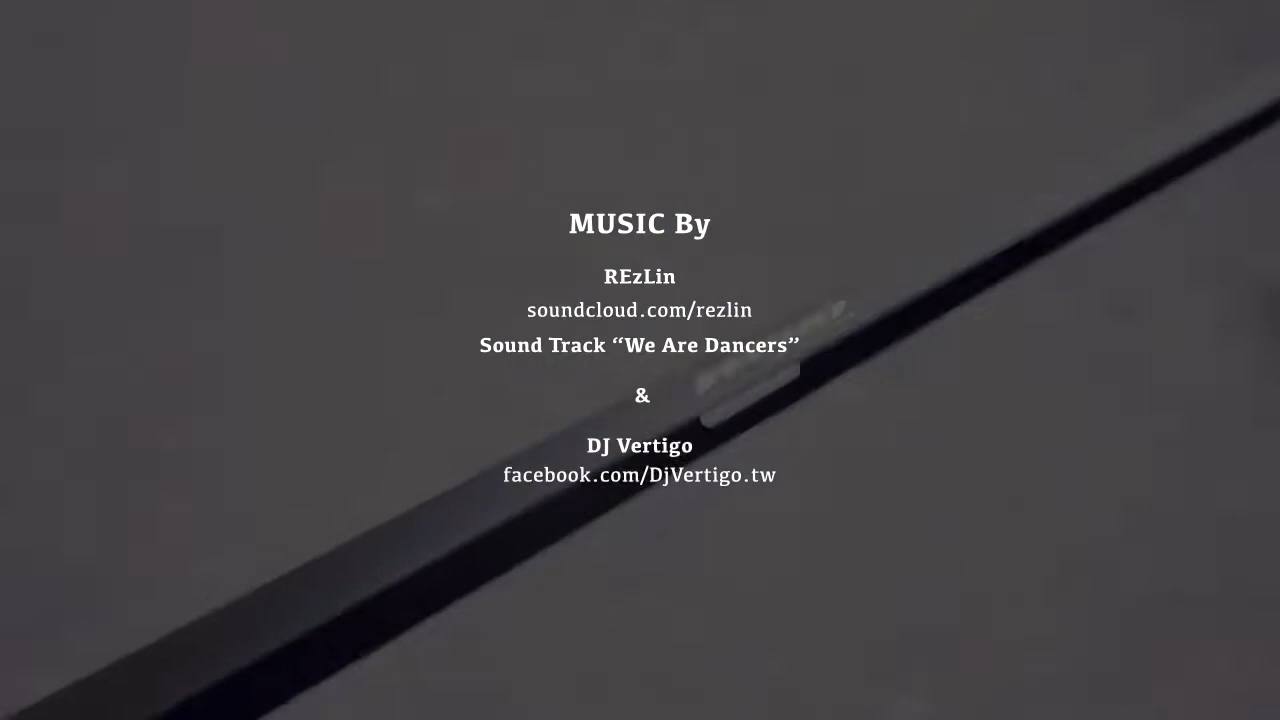 MUSIC By
REzLin
soundcloud.com/rezlin
Sound Track “We Are Dancers”
&
DJ Vertigo
facebook.com/DjVertigo.tw